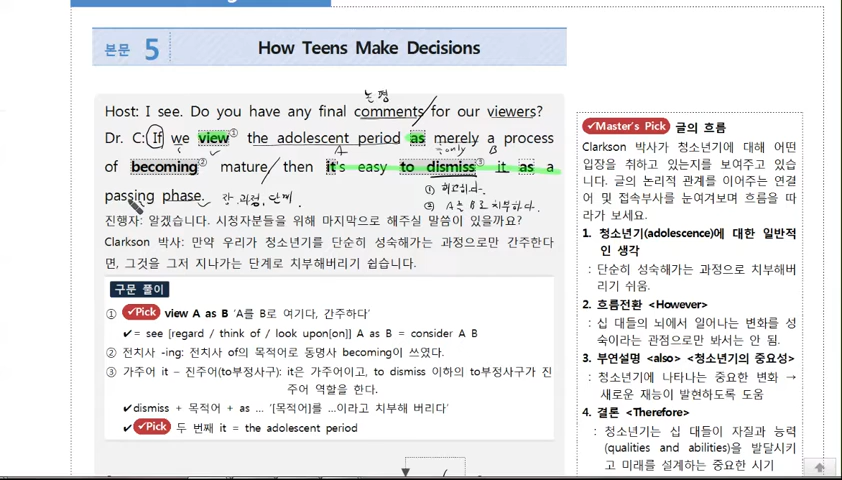 본문 5 How Teens Make Decisions
논평
Host: I see. Do you have any final comments for our viewers?
Dr. C: If we view① the adolescent period as merely a process
A =only B
of becoming② mature then it's easy to dismiss③ it as a
① 해고하다.
passing phase. 한 과정, 단계.
② A를 B로 치부하다.
진행자: 알겠습니다. 시청자분들을 위해 마지막으로 해주실 말씀이 있을까요?
Clarkson 박사: 만약 우리가 청소년기를 단순히 성숙해가는 과정으로만 간주한다
면, 그것을 그저 지나가는 단계로 치부해버리기 쉽습니다.
구문 풀이
① ✓Pick view A as B 'A를 B로 여기다, 간주하다'
✓= see [regard / think of / look upon[on]] A as B = consider A B
② 전치사 -ing: 전치사 of의 목적어로 동명사 becoming이 쓰였다.
③ 가주어 it – 진주어(to부정사구): it은 가주어이고, to dismiss 이하의 to부정사구가 진
주어 역할을 한다.
✓dismiss + 목적어 + as … '[목적어]를 …이라고 치부해 버리다'
✓Pick 두 번째 it = the adolescent period
✓Master's Pick 글의 흐름
Clarkson 박사가 청소년기에 대해 어떤
입장을 취하고 있는지를 보여주고 있습
니다. 글의 논리적 관계를 이어주는 연결
어 및 접속부사를 눈여겨보며 흐름을 따
라가 보세요.
1. 청소년기(adolescence)에 대한 일반적
인 생각
: 단순히 성숙해가는 과정으로 치부해버
리기 쉬움.
2. 흐름전환 <However>
: 십 대들의 뇌에서 일어나는 변화를 성
숙이라는 관점으로만 봐서는 안 됨.
3. 부연설명 <also> <청소년기의 중요성>
: 청소년기에 나타나는 중요한 변화 →
새로운 재능이 발현하도록 도움
4. 결론 <Therefore>
: 청소년기는 십 대들이 자질과 능력
(qualities and abilities)을 발달시키
고 미래를 설계하는 중요한 시기